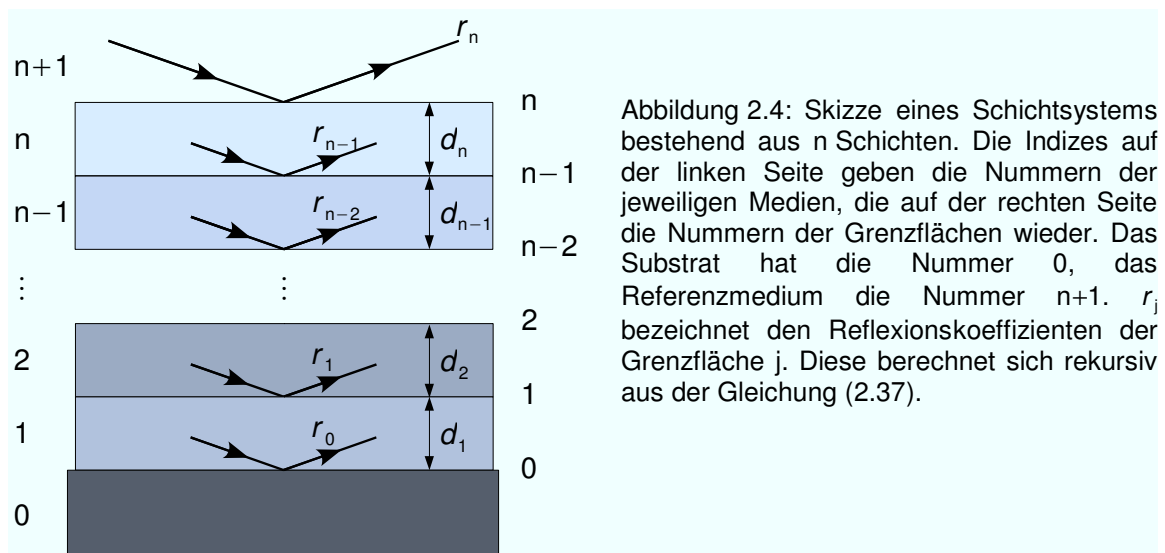 r_n
n+1
n
n
r_{n−1}
d_n
n−1
n−1
r_{n−2}
d_{n−1}
n−2
⋮
⋮
2
2
r_1
d_2
1
1
r_0
d_1
0
0
Abbildung 2.4: Skizze eines Schichtsystems
bestehend aus n Schichten. Die Indizes auf
der linken Seite geben die Nummern der
jeweiligen Medien, die auf der rechten Seite
die Nummern der Grenzflächen wieder. Das
Substrat hat die Nummer 0, das
Referenzmedium die Nummer n+1. r_j
bezeichnet den Reflexionskoeffizienten der
Grenzfläche j. Diese berechnet sich rekursiv
aus der Gleichung (2.37).